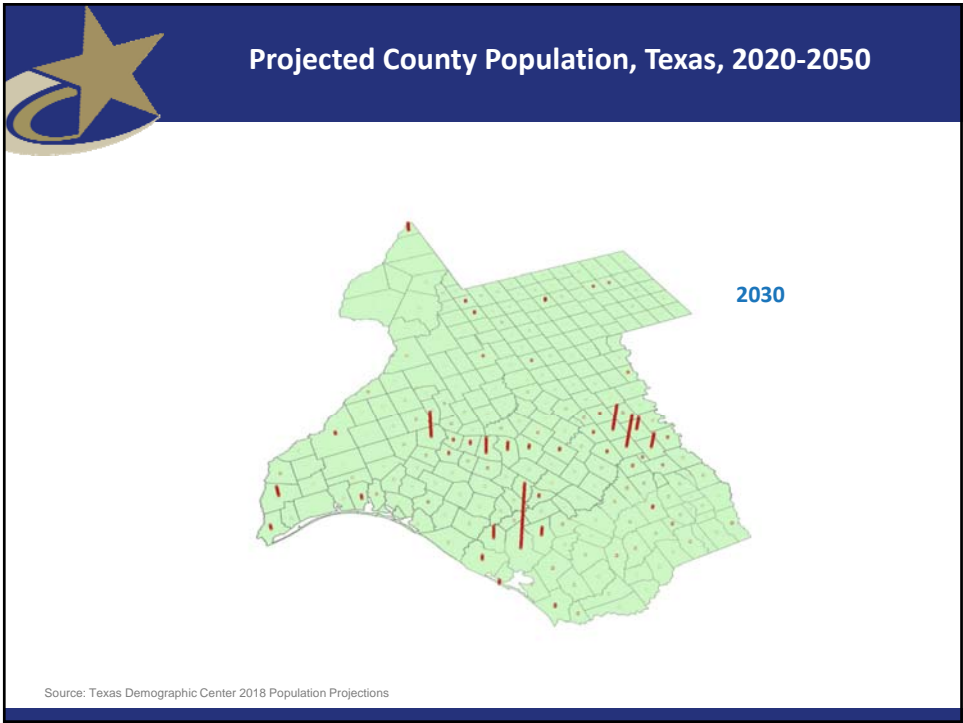 Projected County Population, Texas, 2020-2050
2030
Source: Texas Demographic Center 2018 Population Projections